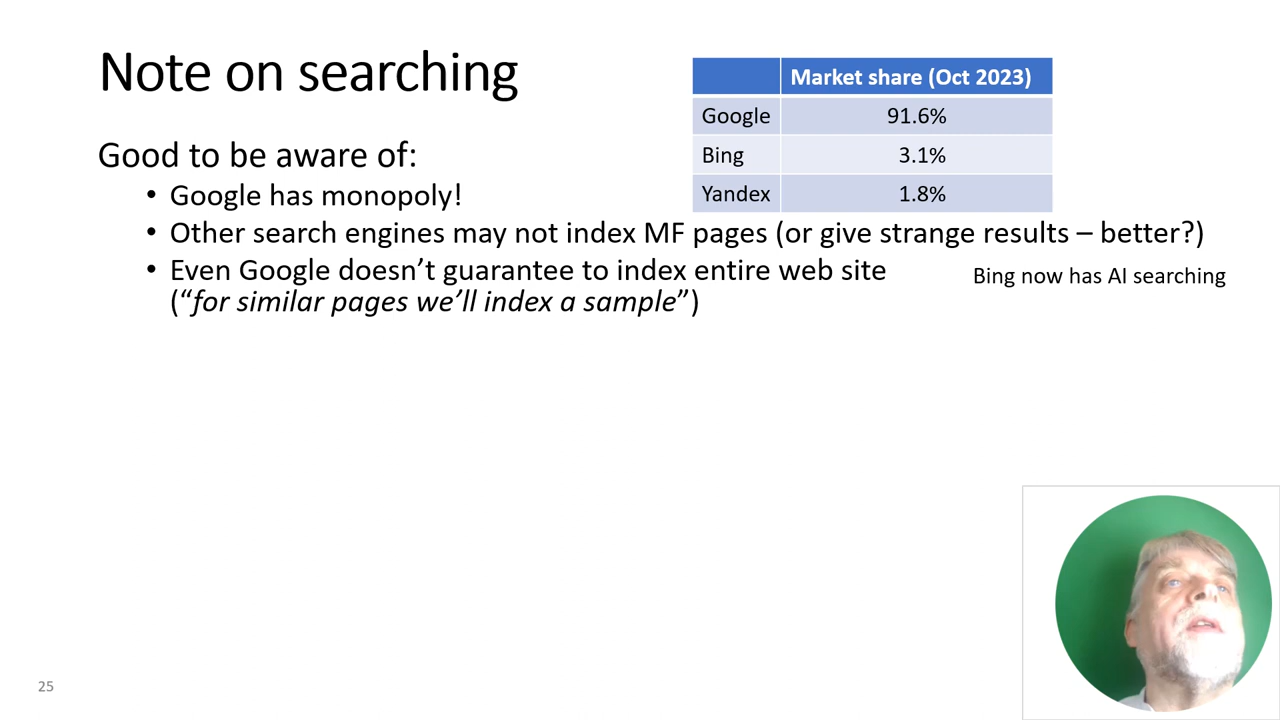 Note on searching
Market share (Oct 2023)
Google 91.6%
Bing 3.1%
Yandex 1.8%
Good to be aware of:
• Google has monopoly!
• Other search engines may not index MF pages (or give strange results – better?)
• Even Google doesn’t guarantee to index entire web site
(“for similar pages we’ll index a sample”)
Bing now has AI searching
25